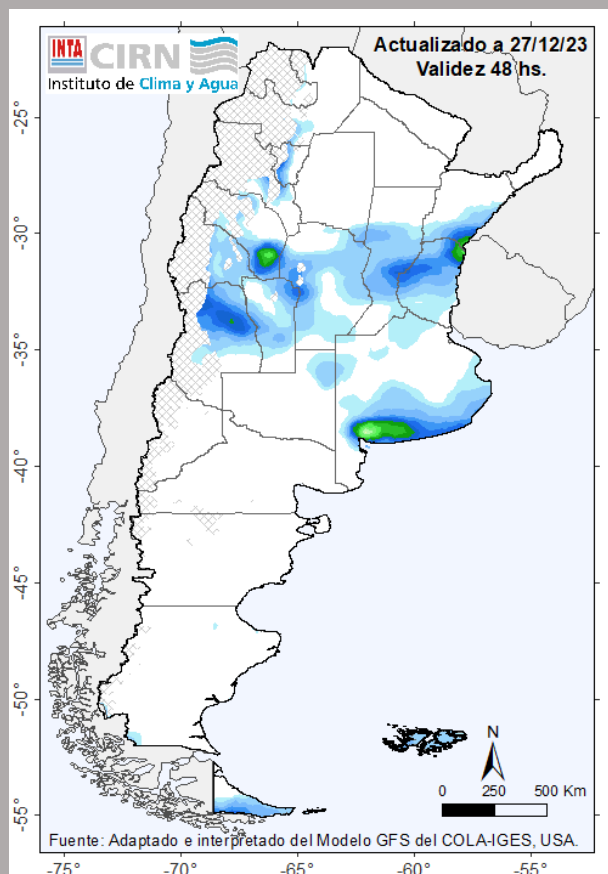 INTA CIRN
Instituto de Clima y Agua
Actualizado a 27/12/23
Validez 48 hs.
-25°
-30°
-35°
-40°
-45°
-50°
-55°
N
0 250 500 Km
Fuente: Adaptado e interpretado del Modelo GFS del COLA-IGES, USA.
-75° -70° -65° -60° -55°